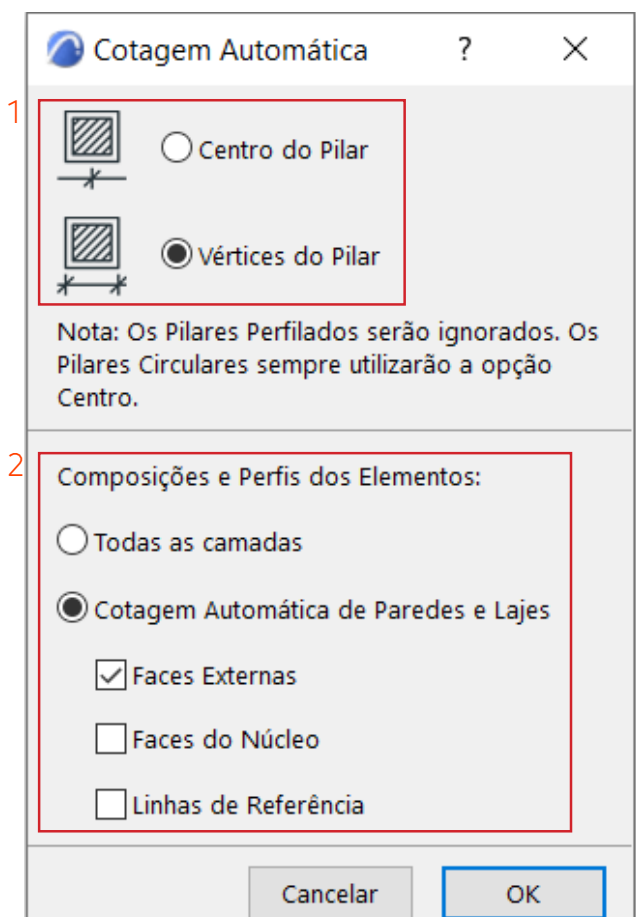 Cotagem Automática ? ×
1
Centro do Pilar
Vértices do Pilar
Nota: Os Pilares Perfilados serão ignorados. Os
Pilares Circulares sempre utilizarão a opção
Centro.
2
Composições e Perfis dos Elementos:
Todas as camadas
Cotagem Automática de Paredes e Lajes
Faces Externas
Faces do Núcleo
Linhas de Referência
Cancelar OK